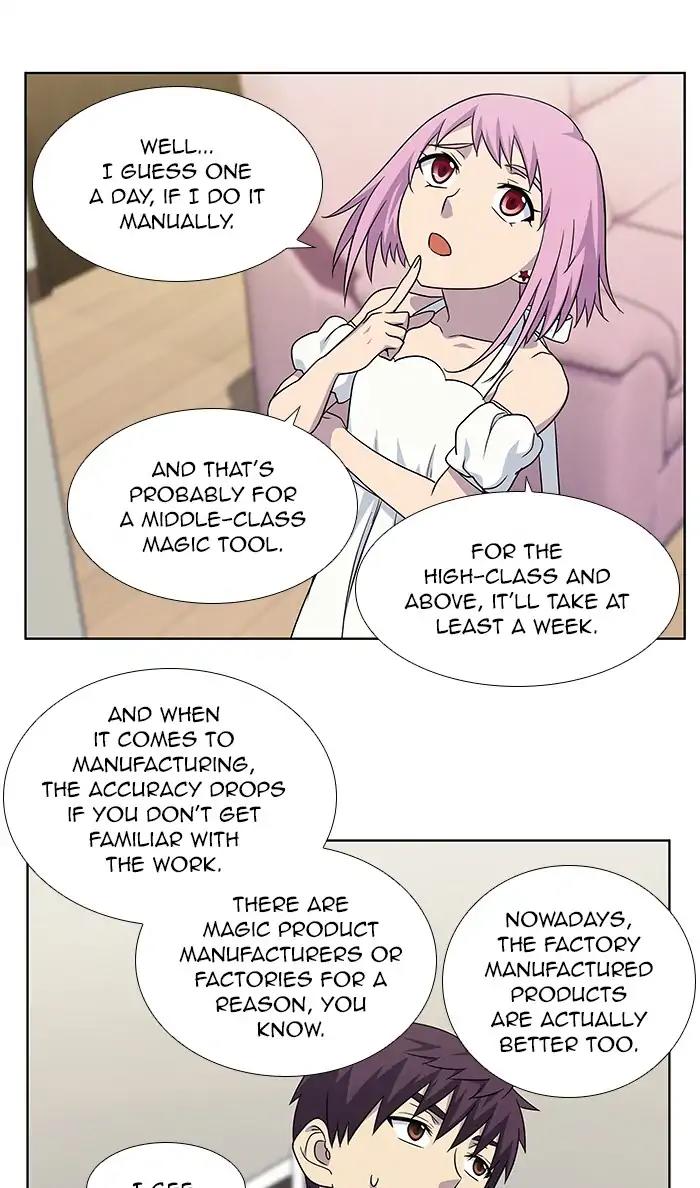 WELL...
I GUESS ONE
A DAY, IF I DO IT
MANUALLY.
AND THAT'S
PROBABLY FOR
A MIDDLE-CLASS
MAGIC TOOL.
FOR THE
HIGH-CLASS AND
ABOVE, IT'LL TAKE AT
LEAST A WEEK.
AND WHEN
IT COMES TO
MANUFACTURING,
THE ACCURACY DROPS
IF YOU DON'T GET
FAMILIAR WITH
THE WORK.
THERE ARE
MAGIC PRODUCT
MANUFACTURERS OR
FACTORIES FOR A
REASON, YOU
KNOW.
NOWADAYS,
THE FACTORY
MANUFACTURED
PRODUCTS
ARE ACTUALLY
BETTER TOO.
I SEE